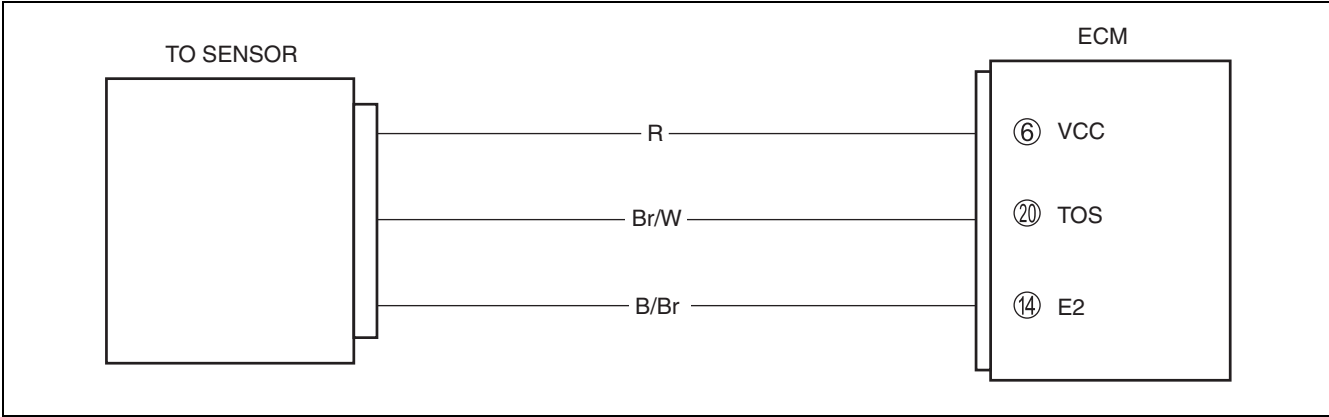 TO SENSOR
ECM
R
⑥ VCC
Br/W
⑳ TOS
B/Br
⑭ E2